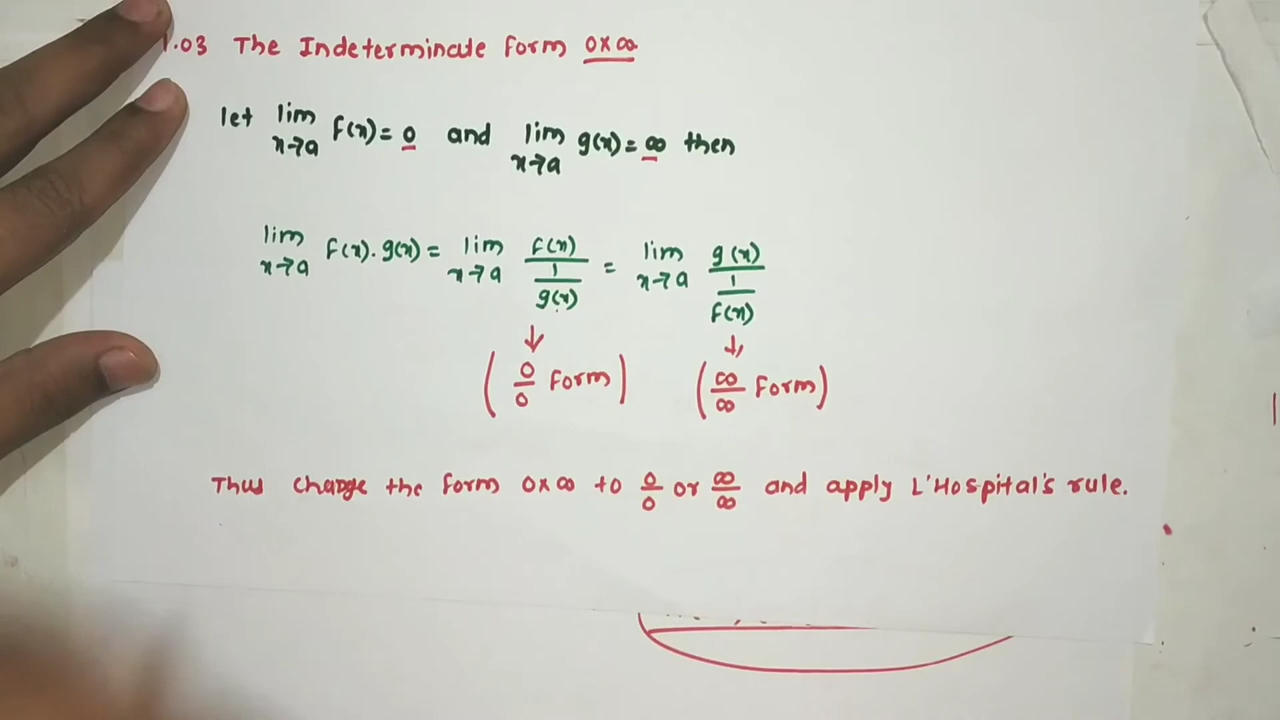 1.03 The Indeterminate form 0×∞
let lim x→a f(x)=0 and lim x→a g(x)=∞ then
lim x→a f(x).g(x)= lim x→a f(x)/(1/g(x)) = lim x→a g(x)/(1/f(x))
↓ ↓
(0/0 form) (∞/∞ form)
Thus change the form 0×∞ to 0/0 or ∞/∞ and apply L'Hospital's rule.